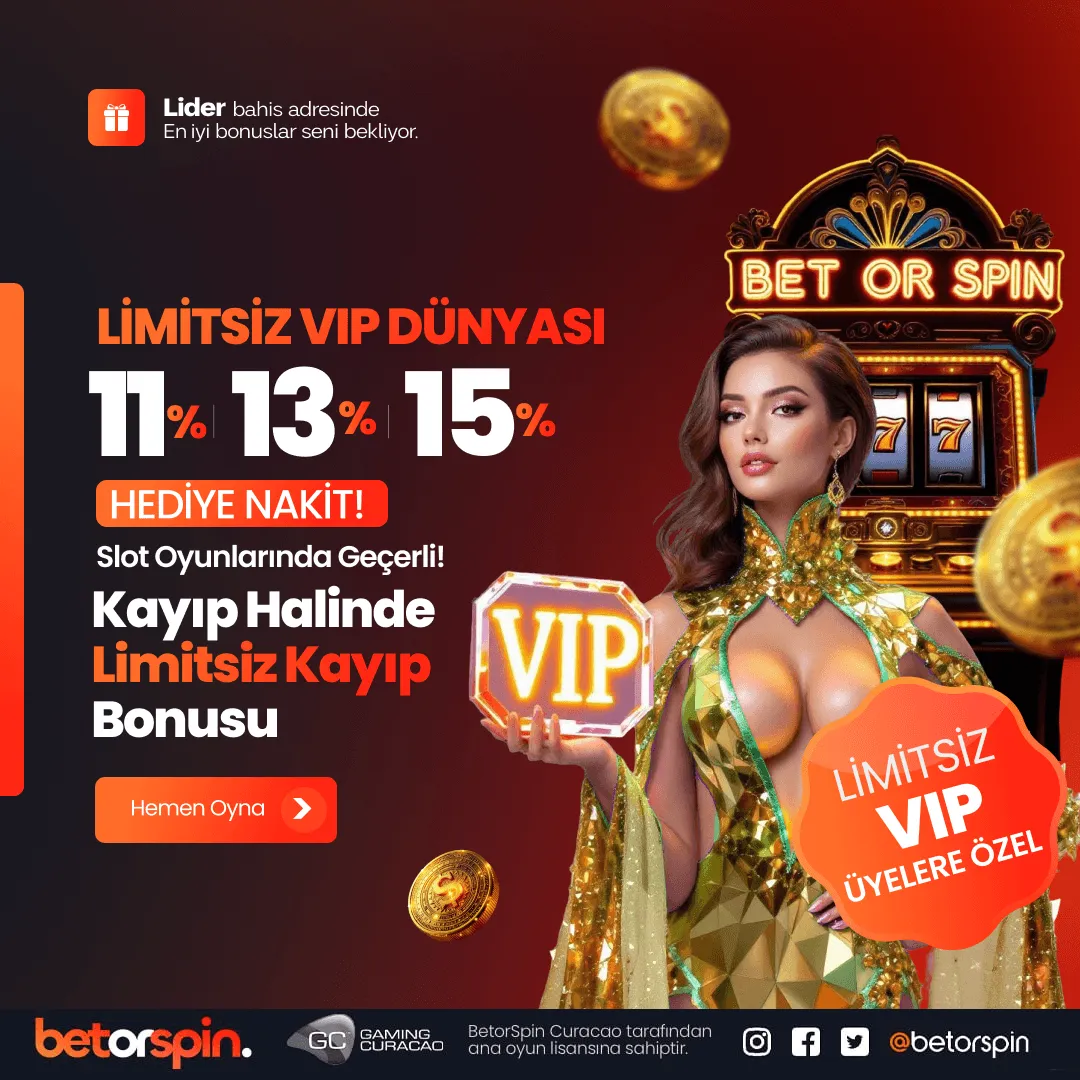 Lider bahis adresinde
En iyi bonuslar seni bekliyor.
BET OR SPIN
LİMİTSİZ VIP DÜNYASI
11% 13% 15%
77
HEDİYE NAKİT!
Slot Oyunlarında Geçerli!
Kayıp Halinde
Limitsiz Kayıp
Bonusu
VIP
Hemen Oyna
LİMİTSİZ
VIP
ÜYELERE ÖZEL
betorspin.
GC GAMING
CURACAO
BetorSpin Curacao tarafından
ana oyun lisansına sahiptir.
@betorspin